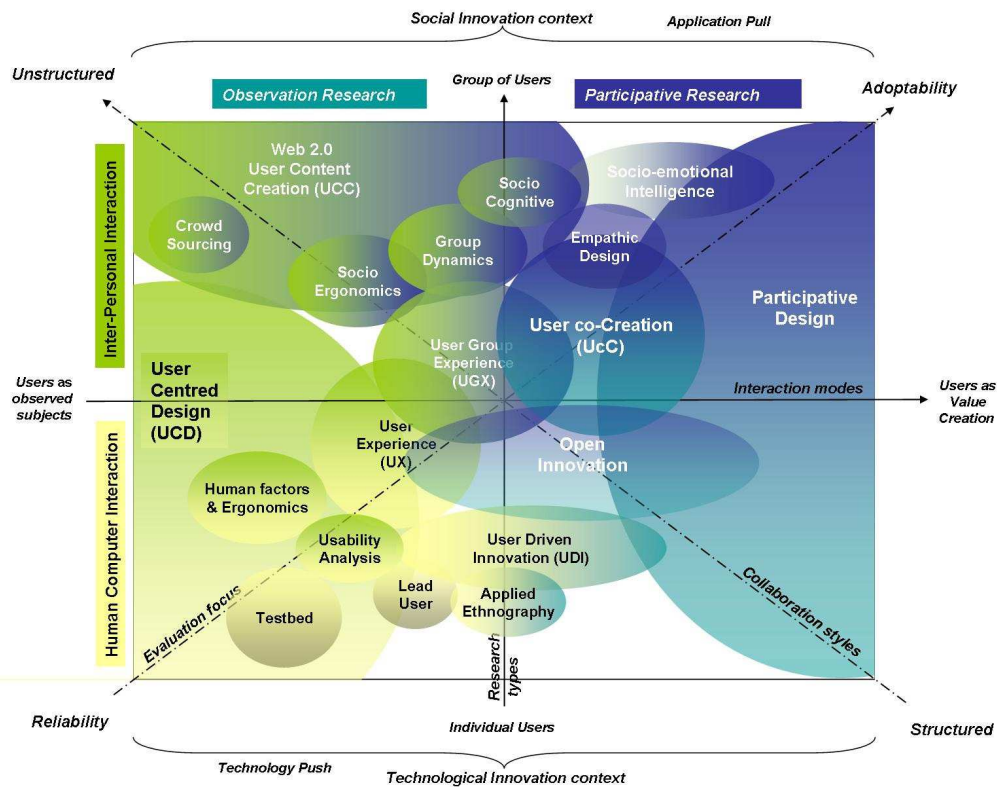 Social Innovation context
Application Pull
Unstructured
Observation Research
Group of Users
Participative Research
Adoptability
Inter-Personal Interaction
Web 2.0
User Content
Creation (UCC)
Socio
Cognitive
Socio-emotional
Intelligence
Crowd
Sourcing
Group
Dynamics
Empathic
Design
Socio
Ergonomics
Participative
Design
User co-Creation
(UcC)
User Group
Experience
(UGX)
User
Centred
Design
(UCD)
Users as
observed
subjects
Interaction modes
Users as
Value
Creation
Human Computer Interaction
User
Experience
(UX)
Open
Innovation
Human factors
& Ergonomics
Usability
Analysis
User Driven
Innovation (UDI)
Lead
User
Applied
Ethnography
Testbed
Evaluation focus
Collaboration styles
Research
types
Reliability
Individual Users
Structured
Technology Push
Technological Innovation context